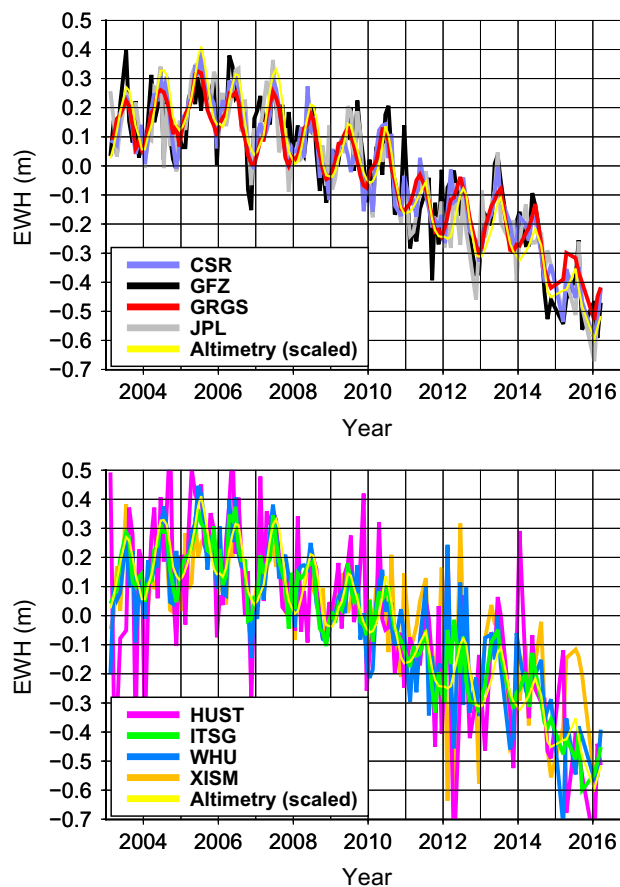 0.5
0.4
0.3
0.2
0.1
0.0
−0.1
−0.2
−0.3
−0.4
−0.5
−0.6
−0.7
EWH (m)
CSR
GFZ
GRGS
JPL
Altimetry (scaled)
2004 2006 2008 2010 2012 2014 2016
Year
0.5
0.4
0.3
0.2
0.1
0.0
−0.1
−0.2
−0.3
−0.4
−0.5
−0.6
−0.7
EWH (m)
HUST
ITSG
WHU
XISM
Altimetry (scaled)
2004 2006 2008 2010 2012 2014 2016
Year